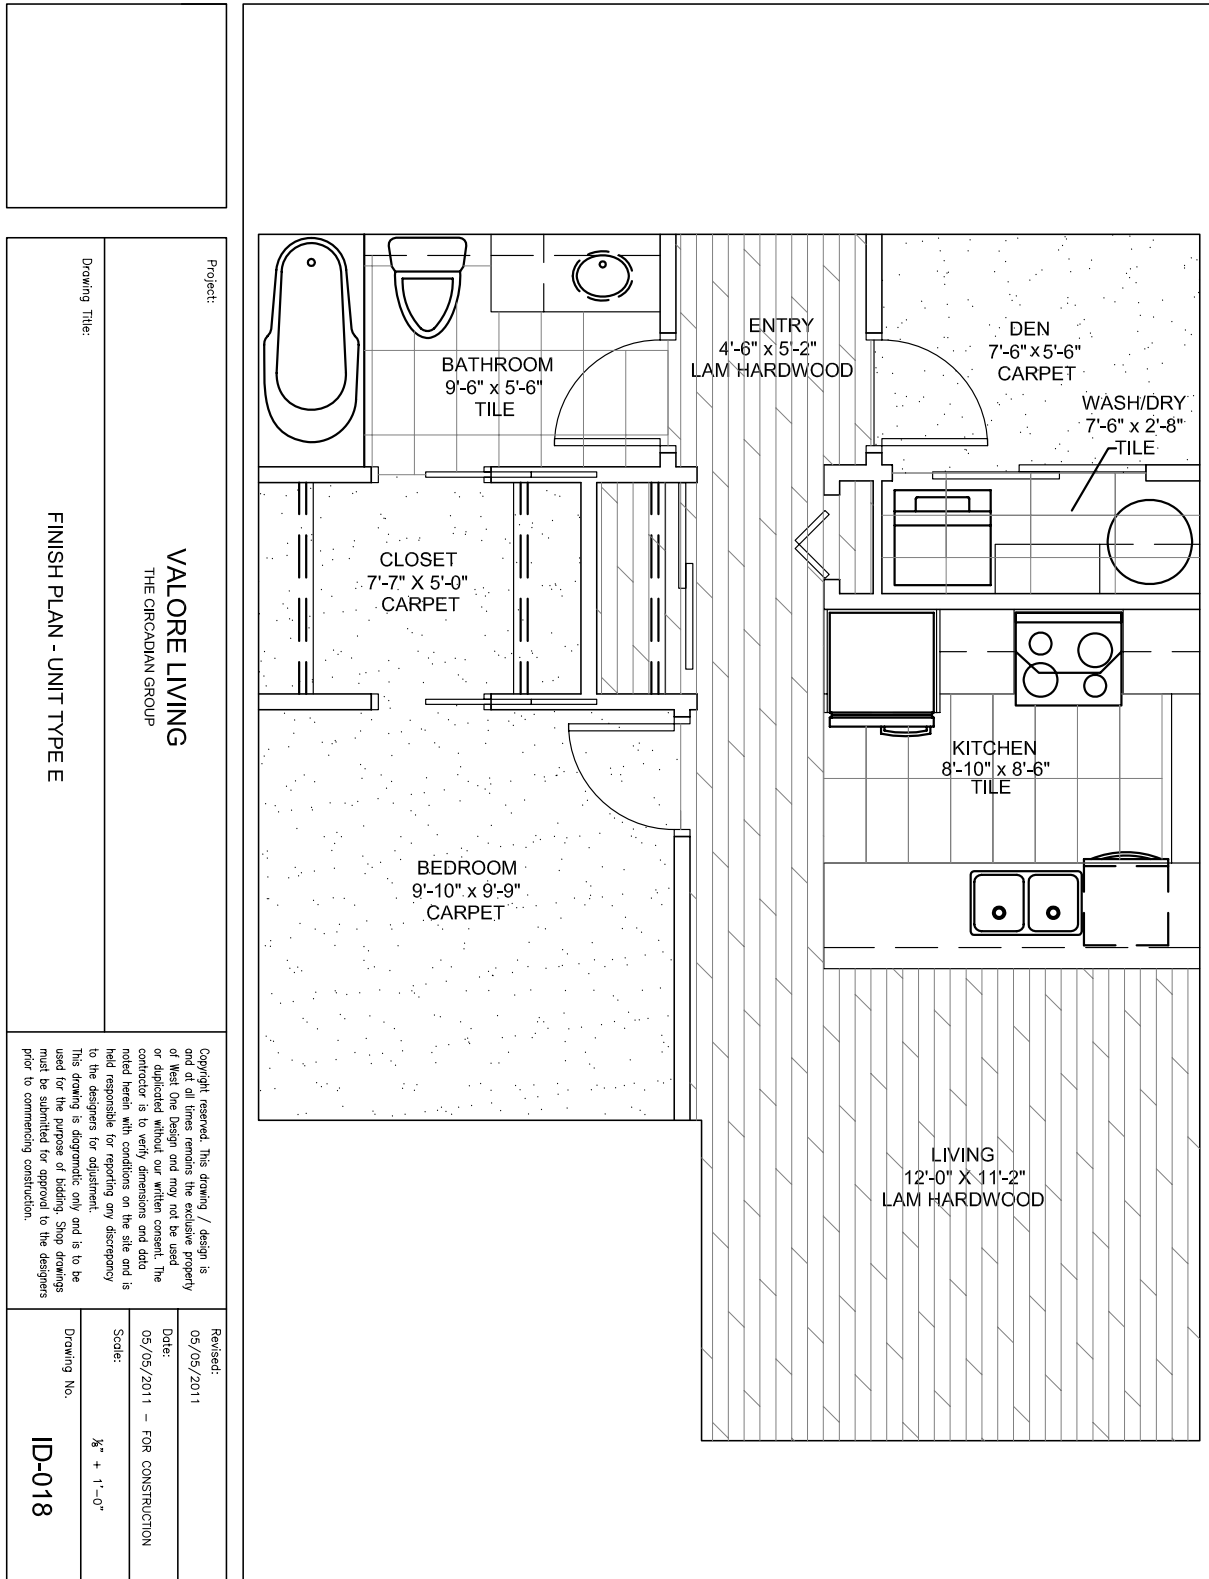 Project:
VALORE LIVING
THE CIRCADIAN GROUP
Drawing Title:
FINISH PLAN - UNIT TYPE E
Copyright reserved. This drawing / design is
and at all times remains the exclusive property
of West One Design and may not be used
or duplicated without our written consent. The
contractor is to verify dimensions and data
noted herein with conditions on the site and is
held responsible for reporting any discrepancy
to the designers for adjustment.
This drawing is diagramatic only and is to be
used for the purpose of bidding. Shop drawings
must be submitted for approval to the designers
prior to commencing construction.
Revised:
05/05/2011
Date:
05/05/2011 - FOR CONSTRUCTION
Scale:
⅛" + 1'-0"
Drawing No.
ID-018
BATHROOM
9'-6" x 5'-6"
TILE
ENTRY
4'-6" x 5'-2"
LAM HARDWOOD
DEN
7'-6" x 5'-6"
CARPET
WASH/DRY
7'-6" x 2'-8"
TILE
CLOSET
7'-7" X 5'-0"
CARPET
KITCHEN
8'-10" x 8'-6"
TILE
BEDROOM
9'-10" x 9'-9"
CARPET
LIVING
12'-0" X 11'-2"
LAM HARDWOOD